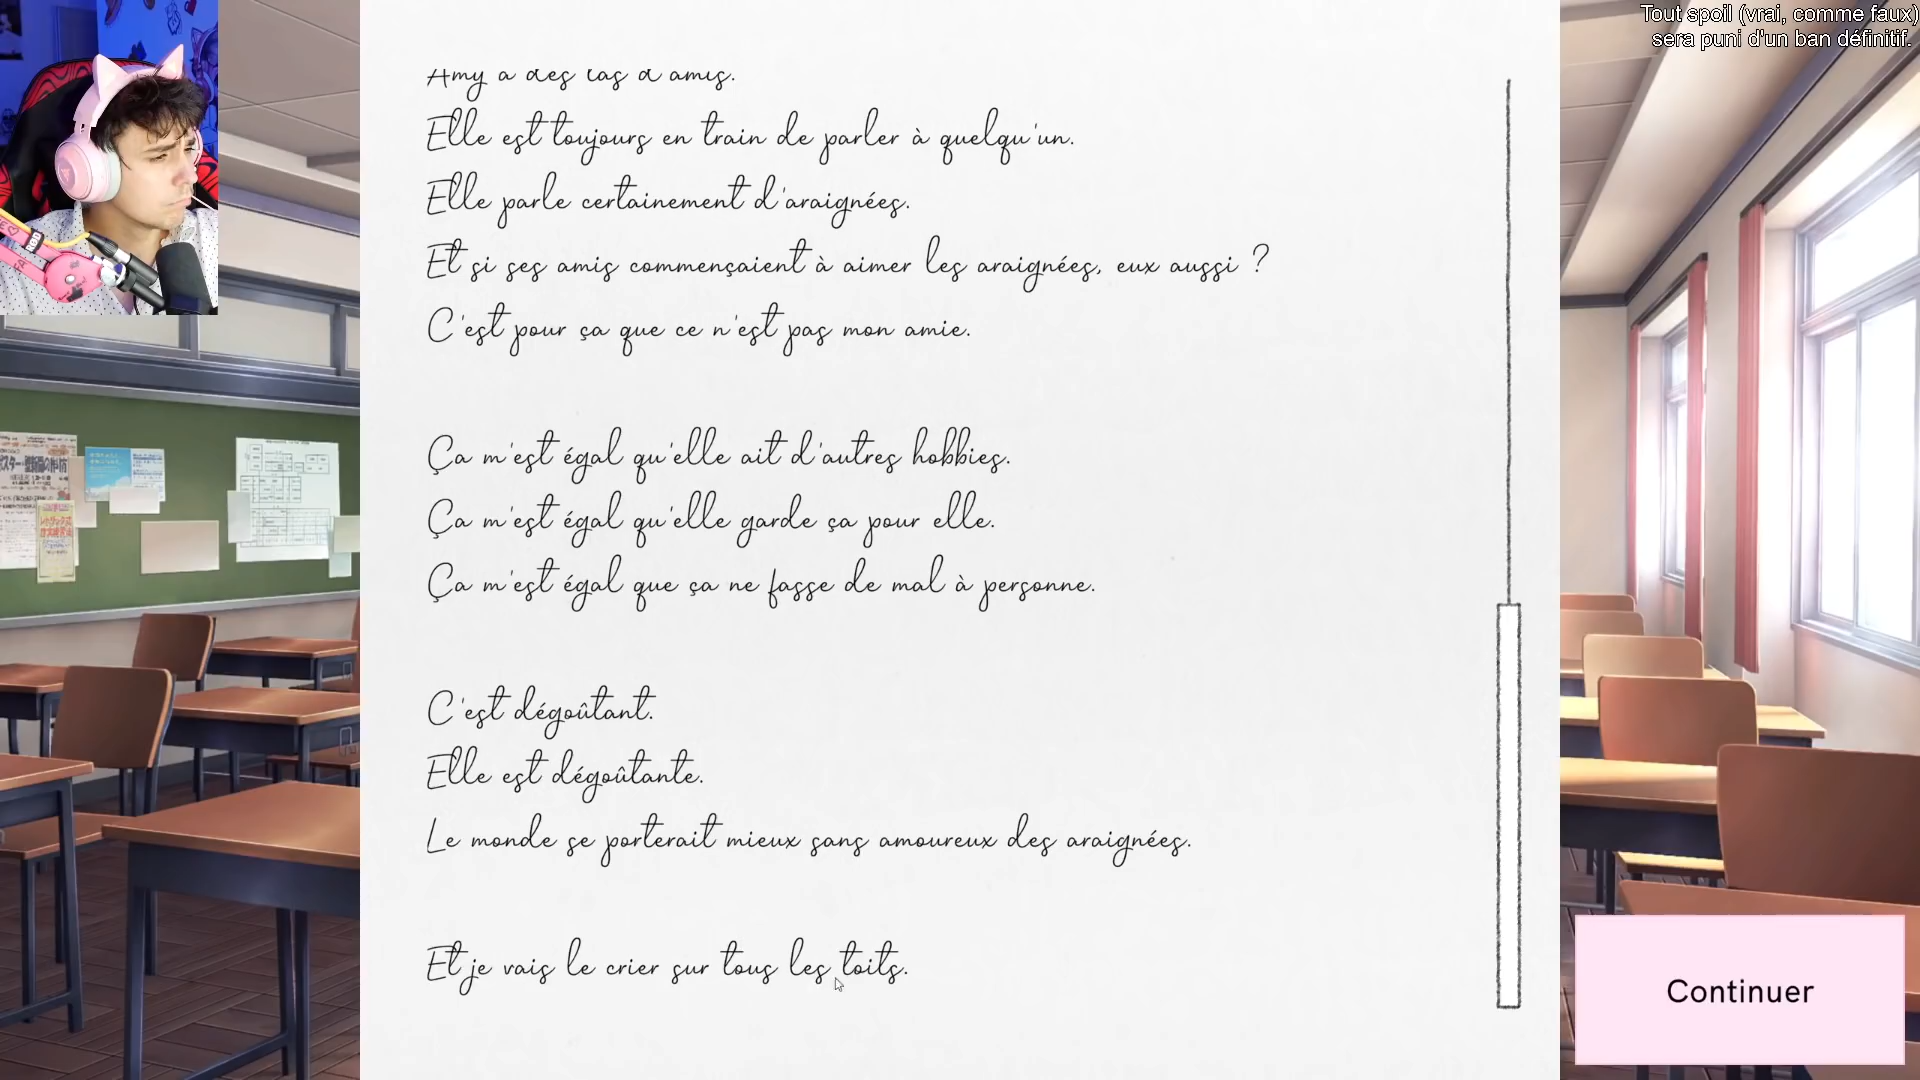 Tout spoil (vrai, comme faux)
sera puni d'un ban définitif.
Amy a des tas d'amis.
Elle est toujours en train de parler à quelqu'un.
Elle parle certainement d'araignées.
Et si ses amis commençaient à aimer les araignées, eux aussi ?
C'est pour ça que ce n'est pas mon amie.
Ça m'est égal qu'elle ait d'autres hobbies.
Ça m'est égal qu'elle garde ça pour elle.
Ça m'est égal que ça ne fasse de mal à personne.
C'est dégoûtant.
Elle est dégoûtante.
Le monde se porterait mieux sans amoureux des araignées.
Et je vais le crier sur tous les toits.
Continuer